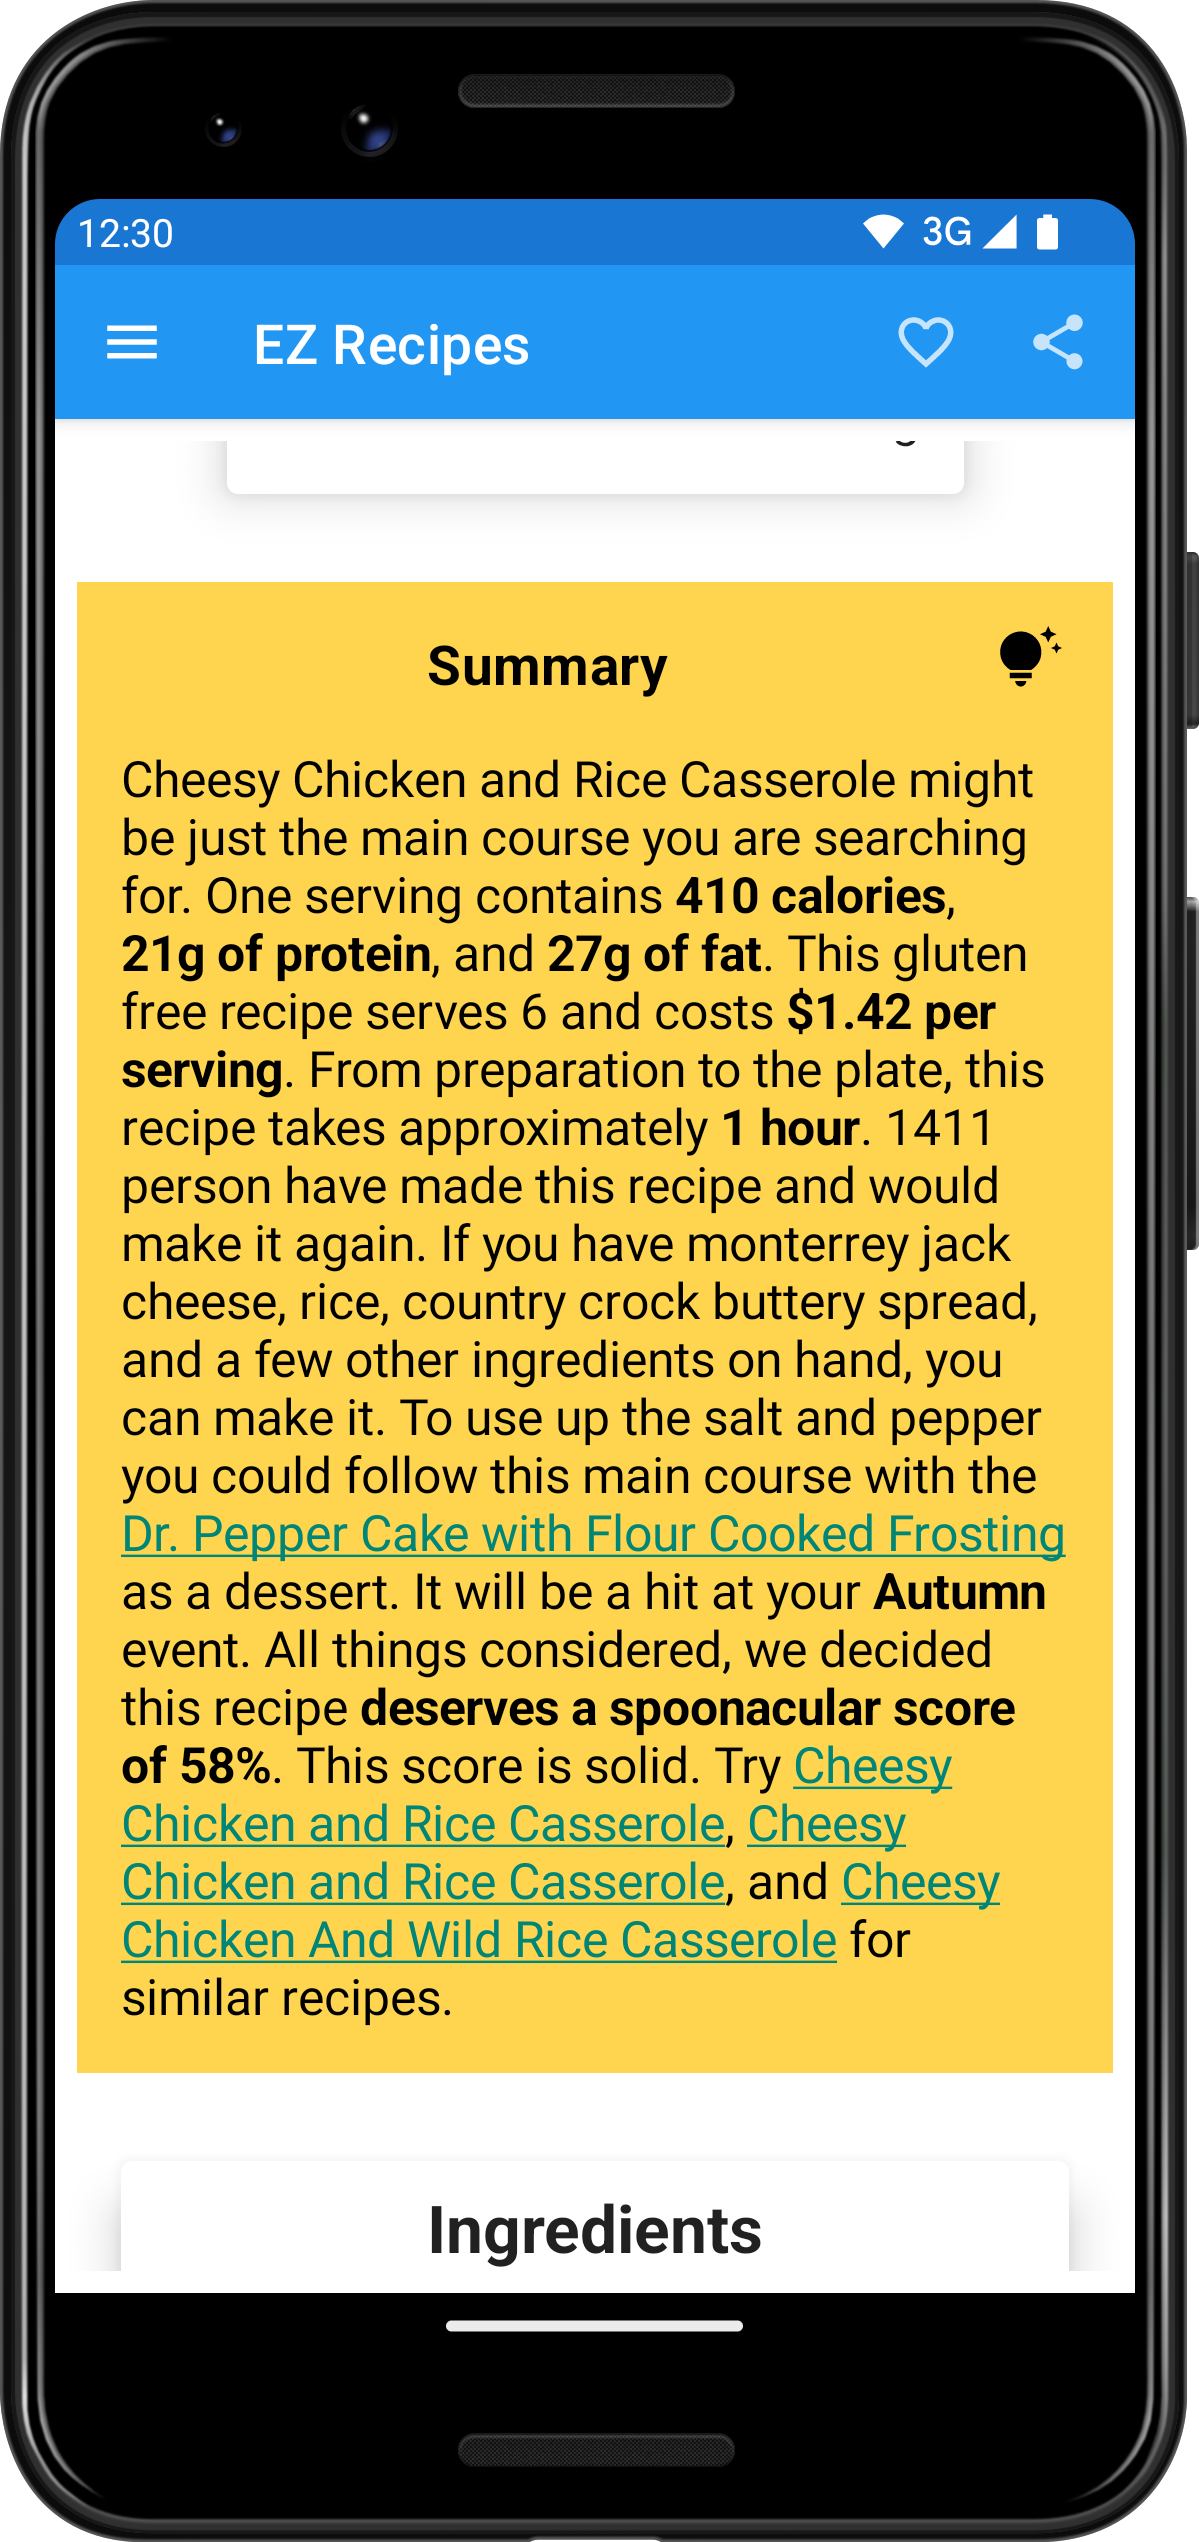 12:30
3G
EZ Recipes
Summary
Cheesy Chicken and Rice Casserole might
be just the main course you are searching
for. One serving contains 410 calories,
21g of protein, and 27g of fat. This gluten
free recipe serves 6 and costs $1.42 per
serving. From preparation to the plate, this
recipe takes approximately 1 hour. 1411
person have made this recipe and would
make it again. If you have monterrey jack
cheese, rice, country crock buttery spread,
and a few other ingredients on hand, you
can make it. To use up the salt and pepper
you could follow this main course with the
Dr. Pepper Cake with Flour Cooked Frosting
as a dessert. It will be a hit at your Autumn
event. All things considered, we decided
this recipe deserves a spoonacular score
of 58%. This score is solid. Try Cheesy
Chicken and Rice Casserole, Cheesy
Chicken and Rice Casserole, and Cheesy
Chicken And Wild Rice Casserole for
similar recipes.
Ingredients